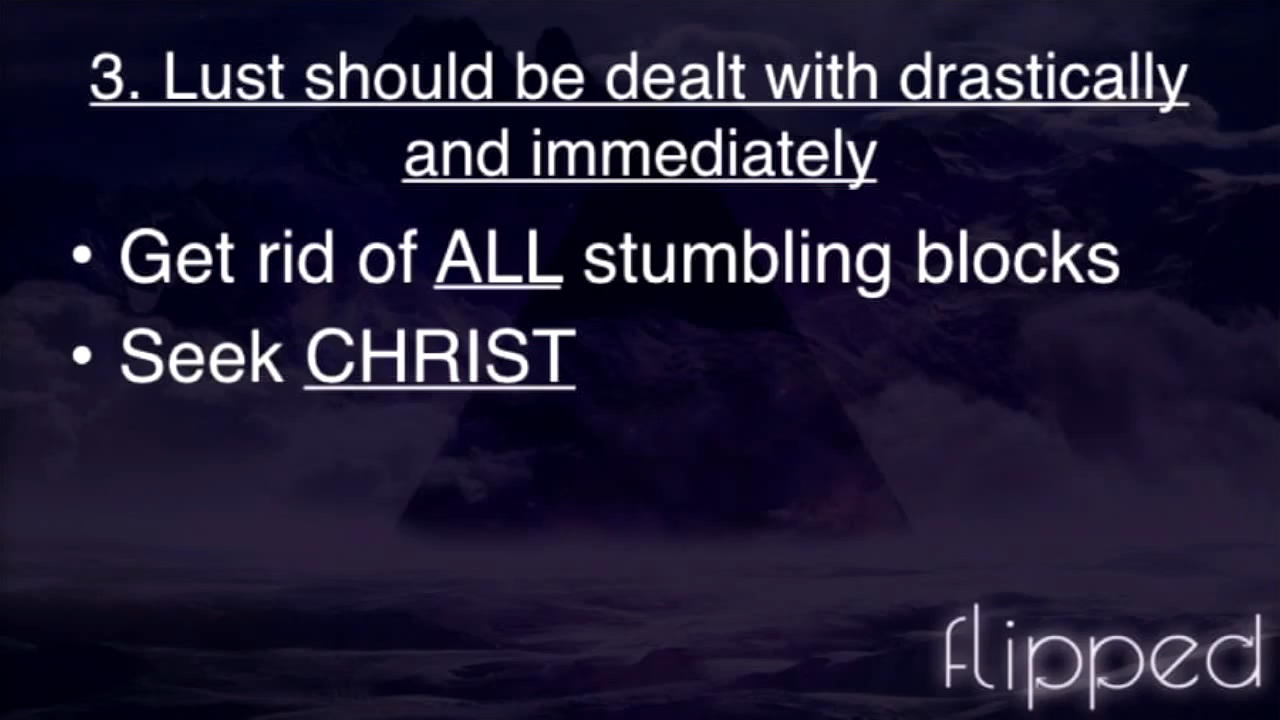 3. Lust should be dealt with drastically
and immediately
• Get rid of ALL stumbling blocks
• Seek CHRIST
flipped